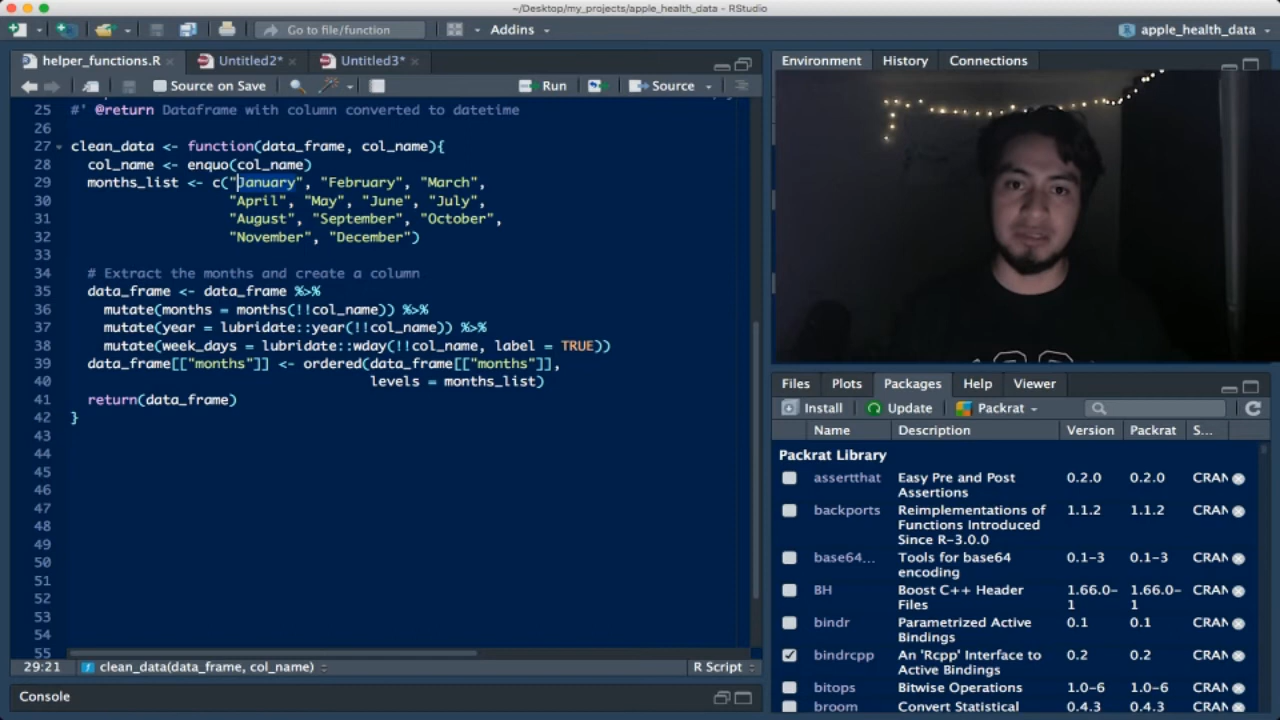 ~/Desktop/my_projects/apple_health_data - RStudio
Go to file/function
Addins
apple_health_data
helper_functions.R
Untitled2*
Untitled3*
Source on Save
Run
Source
25 #' @return Dataframe with column converted to datetime
26
27 clean_data <- function(data_frame, col_name){
28 col_name <- enquo(col_name)
29 months_list <- c("January", "February", "March",
30 "April", "May", "June", "July",
31 "August", "September", "October",
32 "November", "December")
33
34 # Extract the months and create a column
35 data_frame <- data_frame %>%
36 mutate(months = months(!!col_name)) %>%
37 mutate(year = lubridate::year(!!col_name)) %>%
38 mutate(week_days = lubridate::wday(!!col_name, label = TRUE))
39 data_frame[["months"]] <- ordered(data_frame[["months"]],
40 levels = months_list)
41 return(data_frame)
42 }
43
44
45
46
47
48
49
50
51
52
53
54
55
29:21 clean_data(data_frame, col_name) R Script
Console
Environment History Connections
Files Plots Packages Help Viewer
Install Update Packrat
Name Description Version Packrat S...
Packrat Library
assertthat Easy Pre and Post Assertions 0.2.0 0.2.0 CRAN
backports Reimplementations of Functions Introduced Since R-3.0.0 1.1.2 1.1.2 CRAN
base64... Tools for base64 encoding 0.1-3 0.1-3 CRAN
BH Boost C++ Header Files 1.66.0-1 1.66.0-1 CRAN
bindr Parametrized Active Bindings 0.1 0.1 CRAN
bindrcpp An 'Rcpp' Interface to Active Bindings 0.2 0.2 CRAN
bitops Bitwise Operations 1.0-6 1.0-6 CRAN
broom Convert Statistical 0.4.3 0.4.3 CRAN